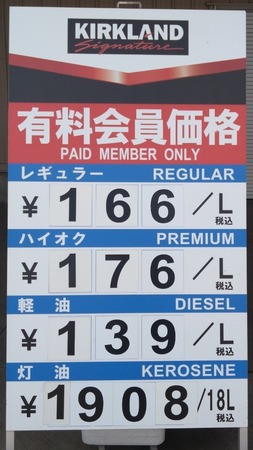 KIRKLAND
Signature
有料会員価格
PAID MEMBER ONLY
レギュラー REGULAR
¥ 166 /L 税込
ハイオク PREMIUM
¥ 176 /L 税込
軽油 DIESEL
¥ 139 /L 税込
灯油 KEROSENE
¥ 1908 /18L 税込